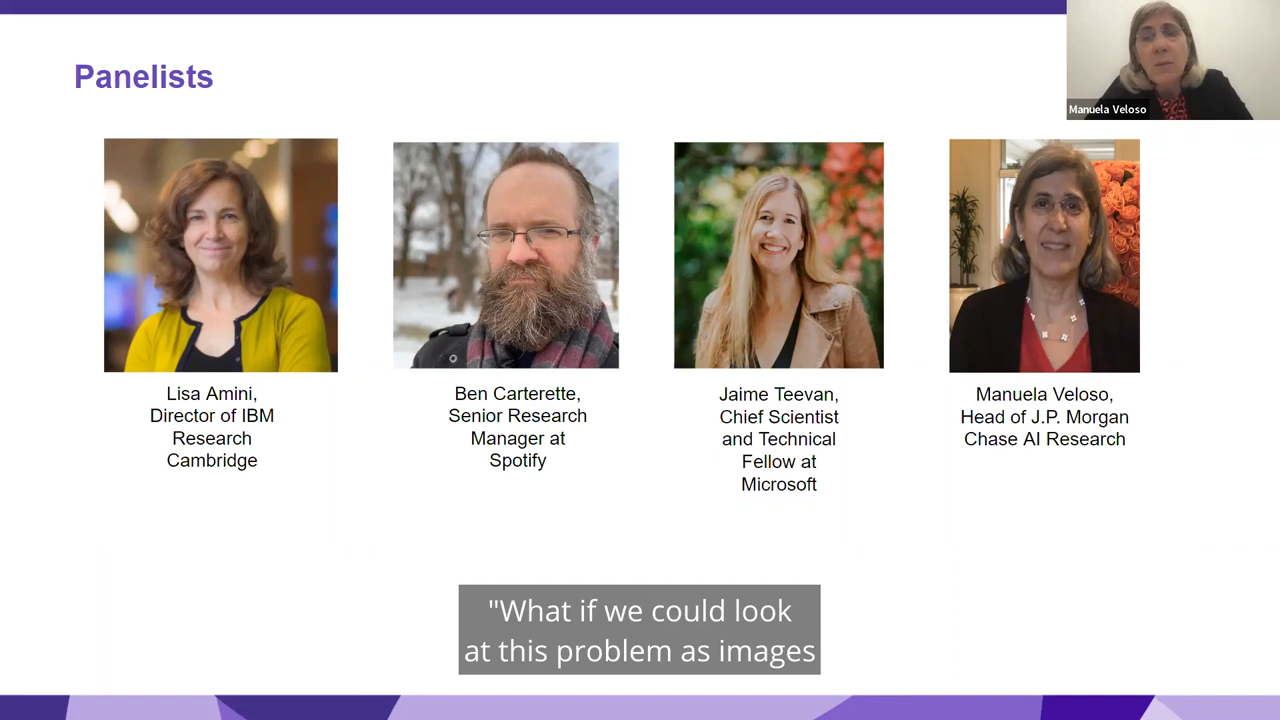 Panelists
Manuela Veloso
Lisa Amini,
Director of IBM
Research
Cambridge
Ben Carterette,
Senior Research
Manager at
Spotify
Jaime Teevan,
Chief Scientist
and Technical
Fellow at
Microsoft
Manuela Veloso,
Head of J.P. Morgan
Chase AI Research
"What if we could look
at this problem as images